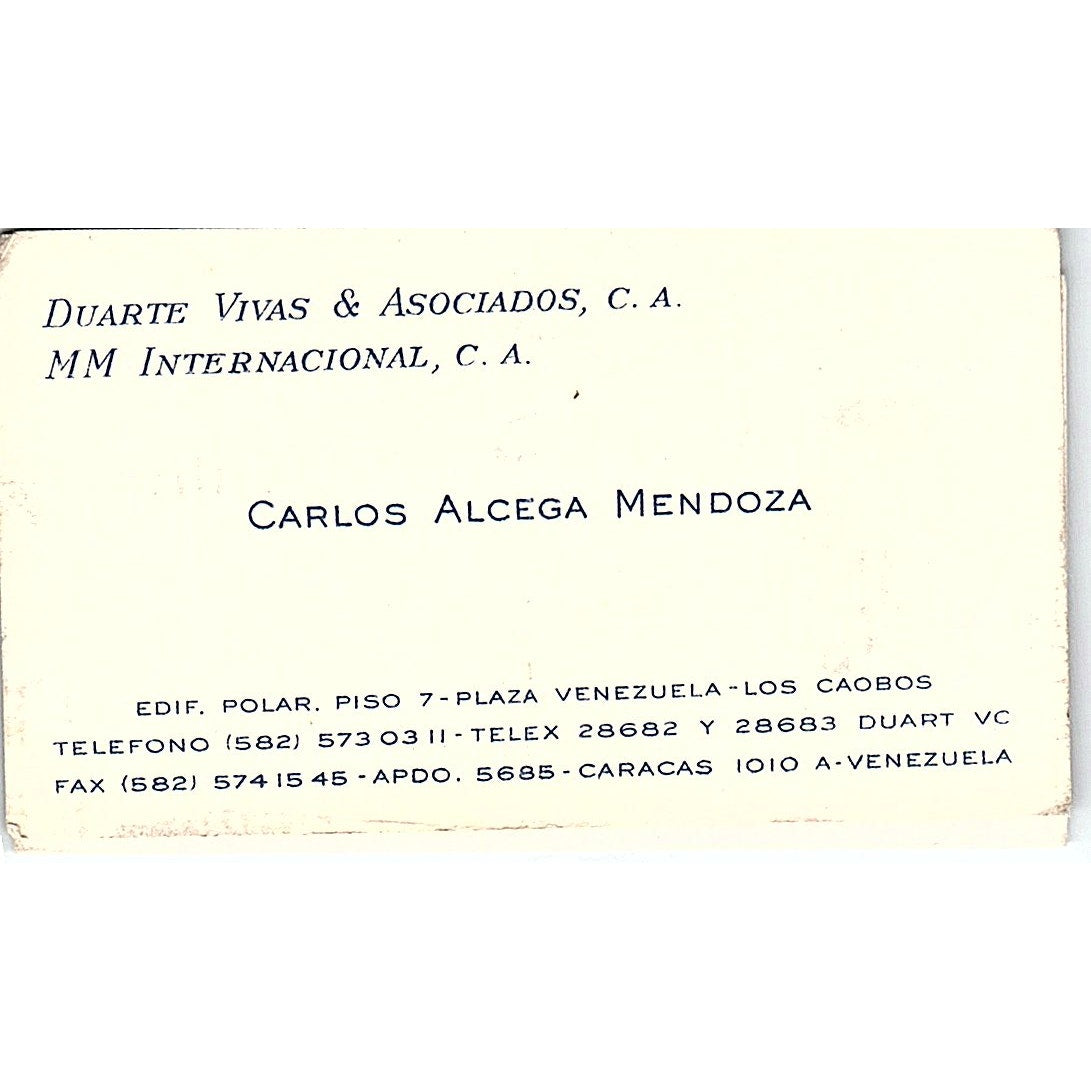 DUARTE VIVAS & ASOCIADOS, C. A.
MM INTERNACIONAL, C. A.
CARLOS ALCEGA MENDOZA
EDIF. POLAR. PISO 7-PLAZA VENEZUELA-LOS CAOBOS
TELEFONO (582) 573 03 11-TELEX 28682 Y 28683 DUART VC
FAX (582) 574 15 45-APDO. 5685-CARACAS 1010 A-VENEZUELA